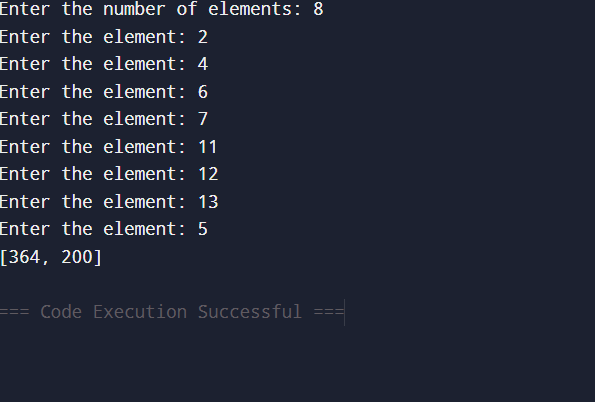 Enter the number of elements: 8
Enter the element: 2
Enter the element: 4
Enter the element: 6
Enter the element: 7
Enter the element: 11
Enter the element: 12
Enter the element: 13
Enter the element: 5
[364, 200]
=== Code Execution Successful ===